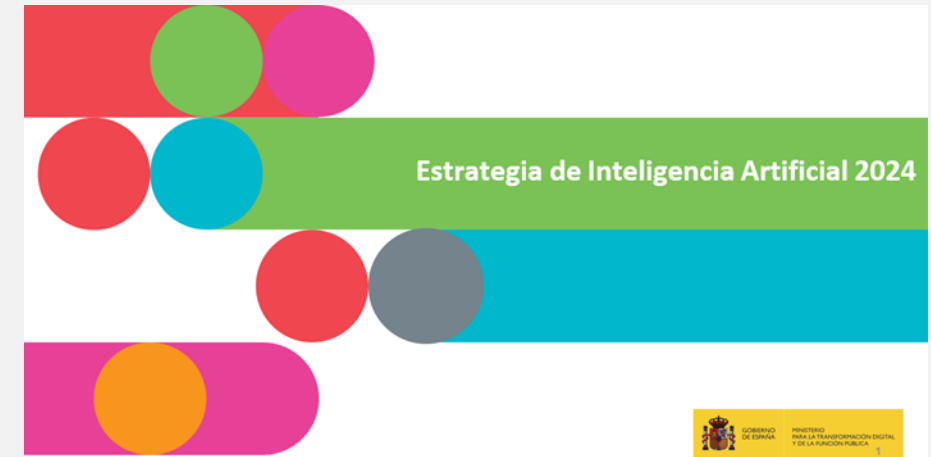 Estrategia de Inteligencia Artificial 2024
GOBIERNO
DE ESPAÑA
MINISTERIO
PARA LA TRANSFORMACIÓN DIGITAL
Y DE LA FUNCIÓN PÚBLICA
1